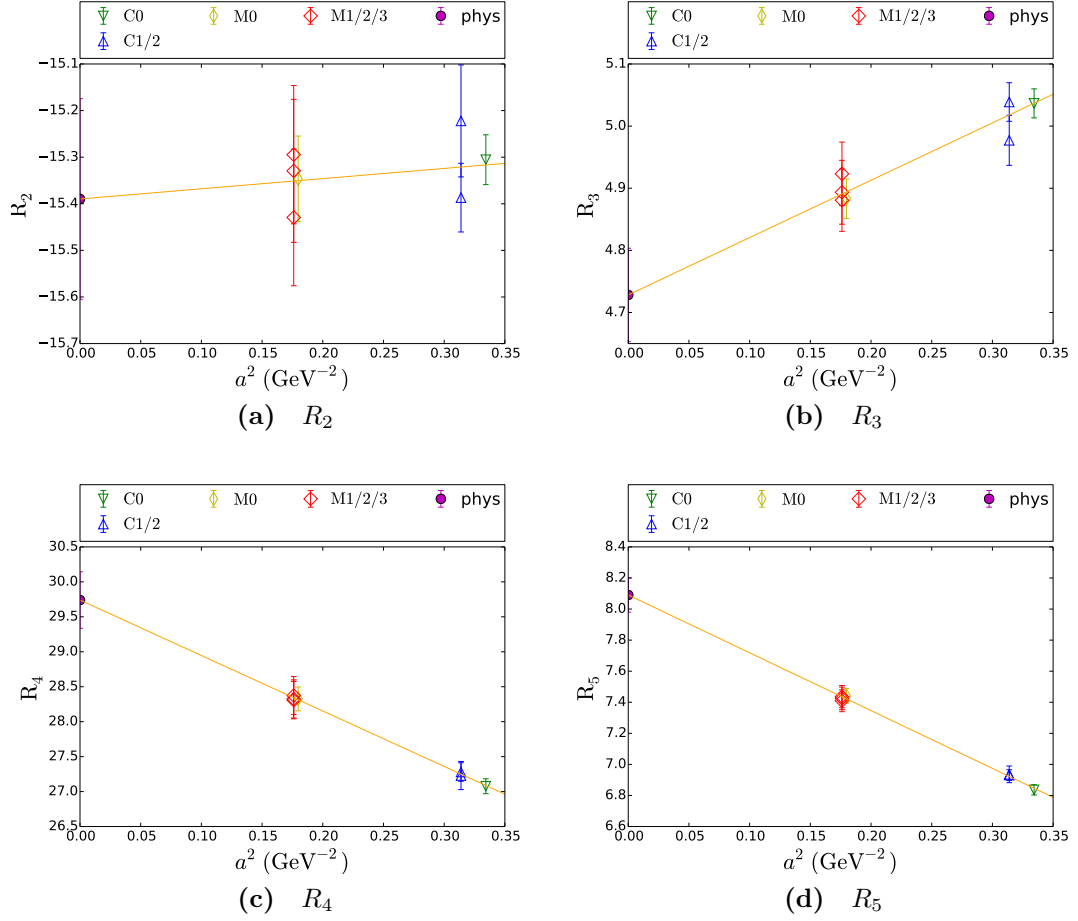 C0 M0 M1/2/3 phys
C1/2
−15.1
−15.2
−15.3
−15.4
−15.5
−15.6
−15.7
R2
0.00 0.05 0.10 0.15 0.20 0.25 0.30 0.35
a² (GeV⁻²)
(a) R2
C0 M0 M1/2/3 phys
C1/2
5.1
5.0
4.9
4.8
4.7
R3
0.00 0.05 0.10 0.15 0.20 0.25 0.30 0.35
a² (GeV⁻²)
(b) R3
C0 M0 M1/2/3 phys
C1/2
30.5
30.0
29.5
29.0
28.5
28.0
27.5
27.0
26.5
R4
0.00 0.05 0.10 0.15 0.20 0.25 0.30 0.35
a² (GeV⁻²)
(c) R4
C0 M0 M1/2/3 phys
C1/2
8.4
8.2
8.0
7.8
7.6
7.4
7.2
7.0
6.8
6.6
R5
0.00 0.05 0.10 0.15 0.20 0.25 0.30 0.35
a² (GeV⁻²)
(d) R5